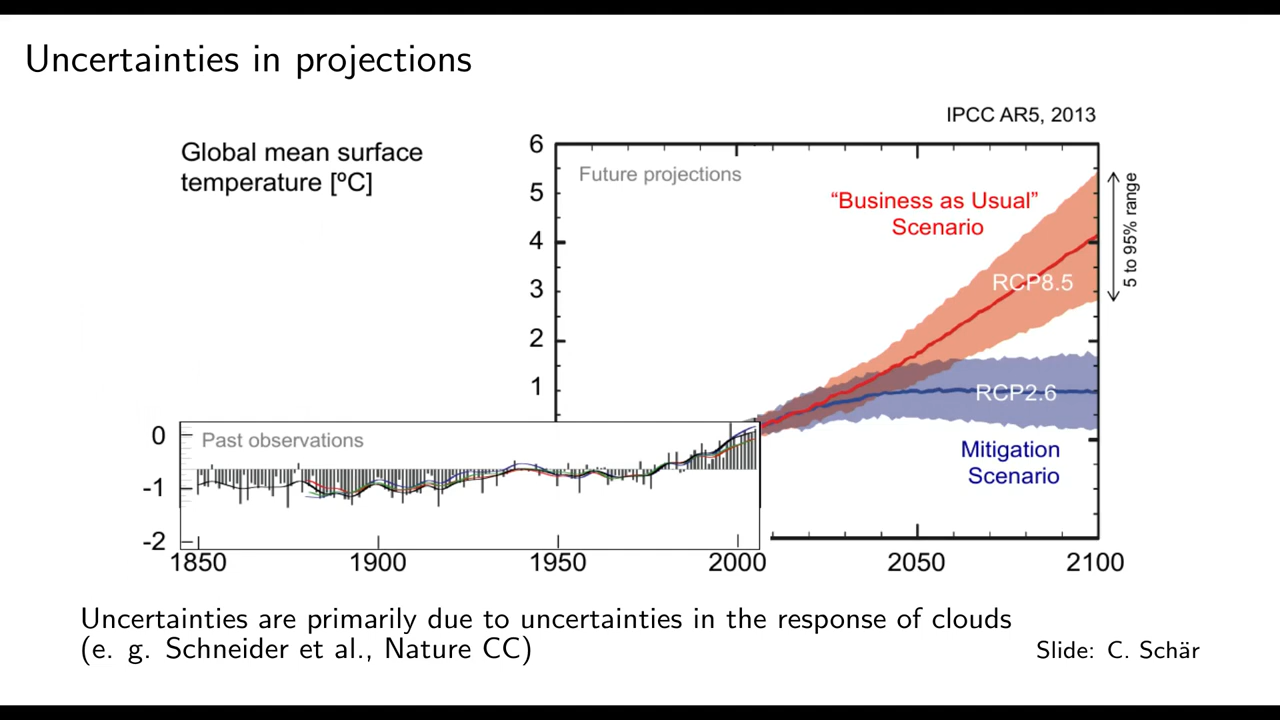 Uncertainties in projections
IPCC AR5, 2013
Global mean surface
temperature [ºC]
6
5
4
3
2
1
0
-1
-2
Future projections
“Business as Usual”
Scenario
RCP8.5
5 to 95% range
RCP2.6
Mitigation
Scenario
Past observations
1850 1900 1950 2000 2050 2100
Uncertainties are primarily due to uncertainties in the response of clouds
(e. g. Schneider et al., Nature CC)
Slide: C. Schär